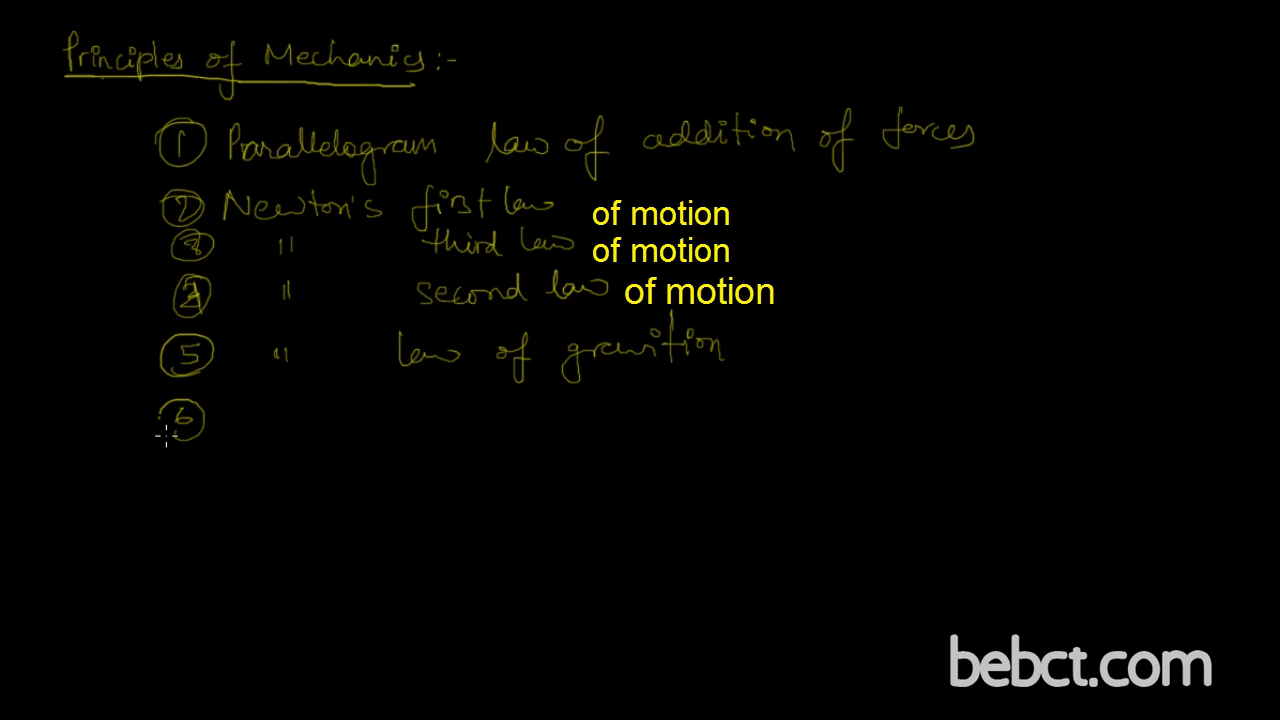 Principles of Mechanics:-
① Parallelogram law of addition of forces
② Newton's first law of motion
③ " third law of motion
" second law of motion
⑤ " law of gravition
⑥
bebct.com